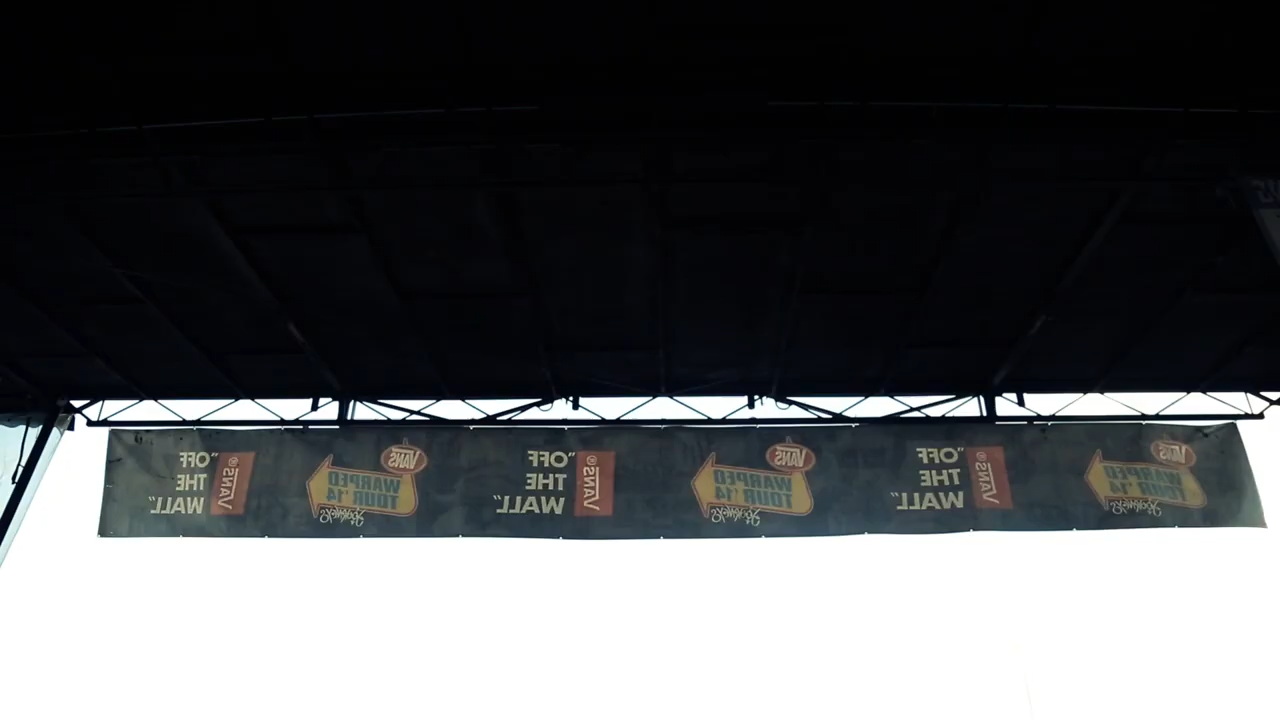 "OFF
THE
WALL"
VANS
VANS
WARPED
TOUR '14
"OFF
THE
WALL"
VANS
VANS
WARPED
TOUR '14
"OFF
THE
WALL"
VANS
VANS
WARPED
TOUR '14